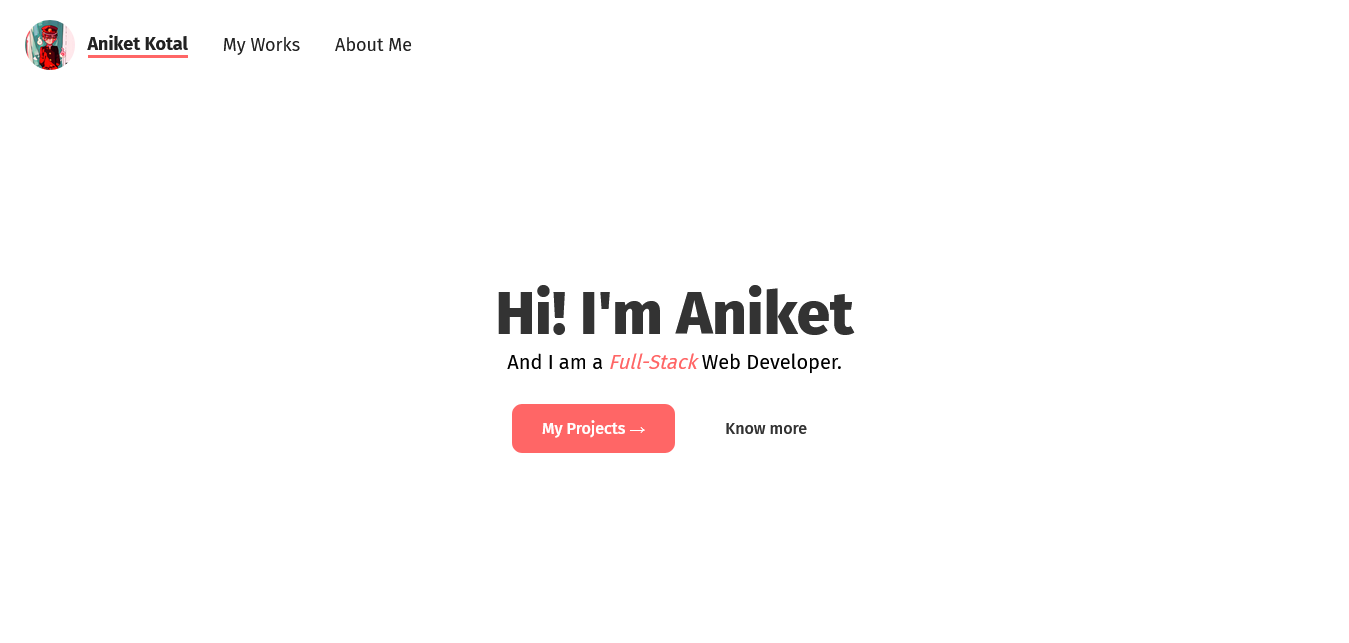 Aniket Kotal My Works About Me
Hi! I'm Aniket
And I am a Full-Stack Web Developer.
My Projects → Know more